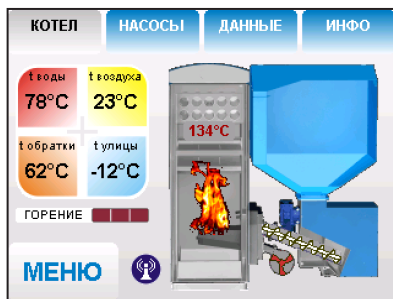 КОТЕЛ НАСОСЫ ДАННЫЕ ИНФО
t воды t воздуха
78°C 23°C
134°C
t обратки t улицы
62°C -12°C
ГОРЕНИЕ
МЕНЮ